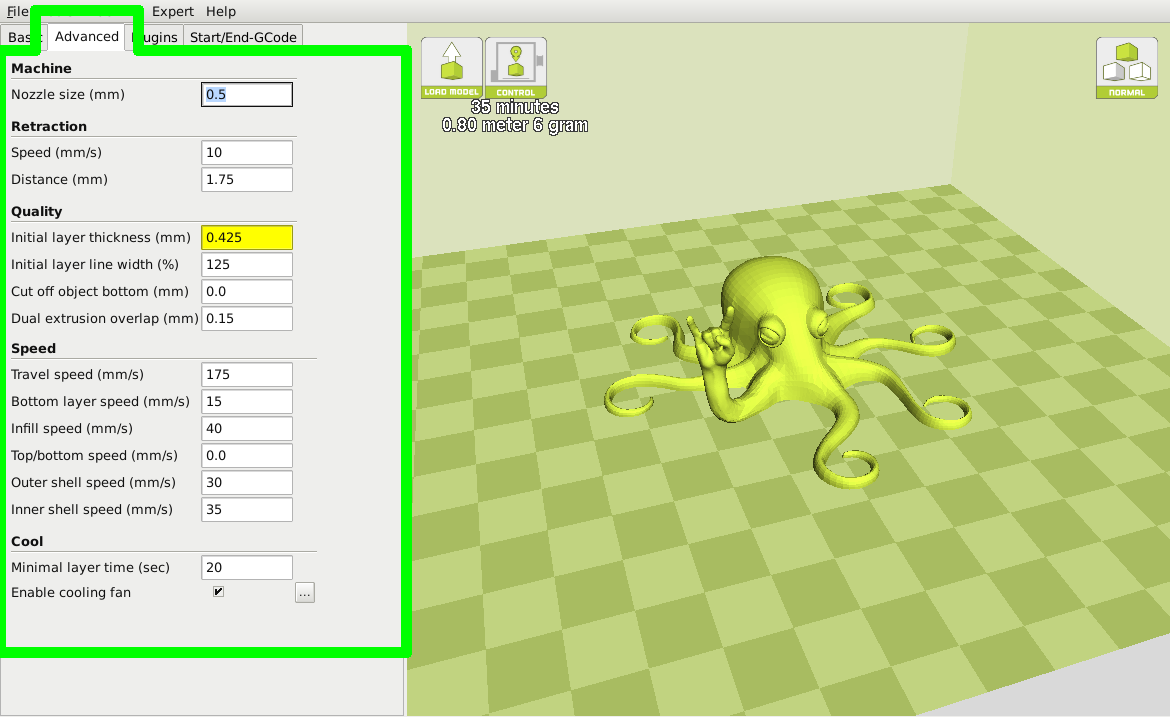 File Expert Help
Basic Advanced Plugins Start/End-GCode
Machine
Nozzle size (mm) 0.5
Retraction
Speed (mm/s) 10
Distance (mm) 1.75
Quality
Initial layer thickness (mm) 0.425
Initial layer line width (%) 125
Cut off object bottom (mm) 0.0
Dual extrusion overlap (mm) 0.15
Speed
Travel speed (mm/s) 175
Bottom layer speed (mm/s) 15
Infill speed (mm/s) 40
Top/bottom speed (mm/s) 0.0
Outer shell speed (mm/s) 30
Inner shell speed (mm/s) 35
Cool
Minimal layer time (sec) 20
Enable cooling fan ...
LOAD MODEL CONTROL
35 minutes
0.80 meter 6 gram
NORMAL